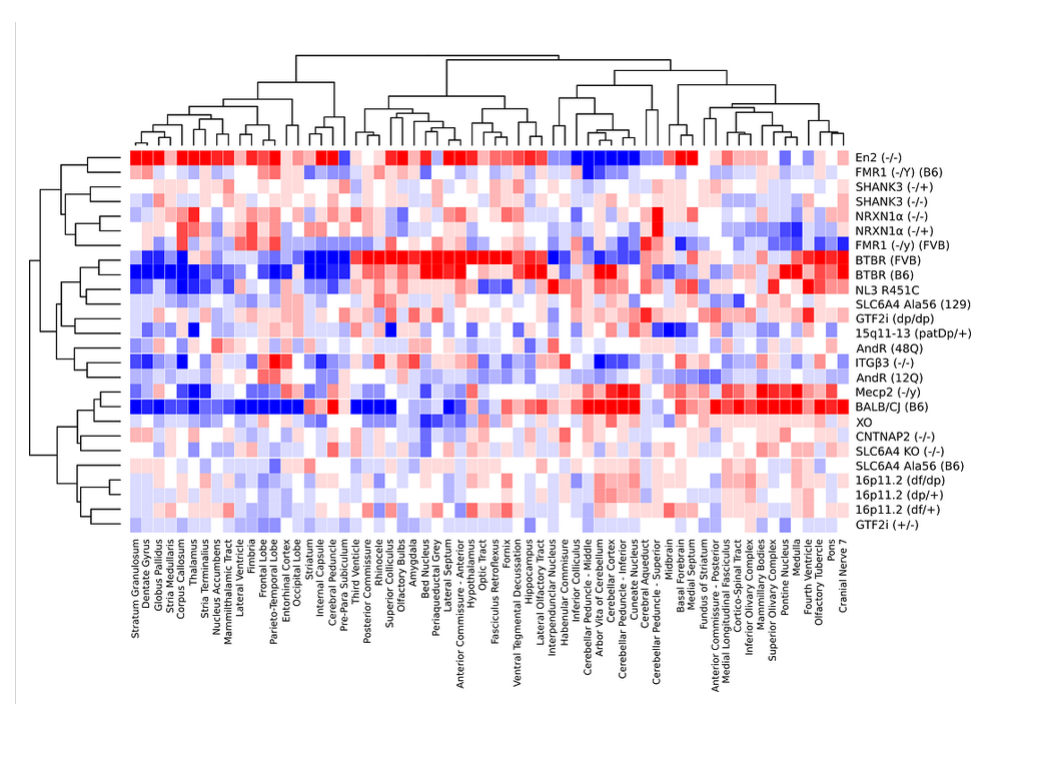 En2 (-/-)
FMR1 (-/Y) (B6)
SHANK3 (-/+)
SHANK3 (-/-)
NRXN1α (-/-)
NRXN1α (-/+)
FMR1 (-/y) (FVB)
BTBR (FVB)
BTBR (B6)
NL3 R451C
SLC6A4 Ala56 (129)
GTF2i (dp/dp)
15q11-13 (patDp/+)
AndR (48Q)
ITGβ3 (-/-)
AndR (12Q)
Mecp2 (-/y)
BALB/CJ (B6)
XO
CNTNAP2 (-/-)
SLC6A4 KO (-/-)
SLC6A4 Ala56 (B6)
16p11.2 (df/dp)
16p11.2 (dp/+)
16p11.2 (df/+)
GTF2i (+/-)
Stratum Granulosum
Dentate Gyrus
Globus Pallidus
Stria Medullaris
Corpus Callosum
Thalamus
Stria Terminalius
Nucleus Accumbens
Mammilithalamic Tract
Lateral Ventricle
Fimbria
Frontal Lobe
Parieto-Temporal Lobe
Entorhinal Cortex
Occipital Lobe
Striatum
Internal Capsule
Cerebral Peduncle
Pre-Para Subiculum
Third Ventricle
Posterior Commissure
Rhinocele
Superior Colliculus
Olfactory Bulbs
Amygdala
Bed Nucleus
Periaqueductal Grey
Lateral Septum
Anterior Commissure - Anterior
Hypothalamus
Optic Tract
Fasciculus Retroflexus
Fornix
Ventral Tegmental Decussation
Hippocampus
Lateral Olfactory Tract
Interpenduncular Nucleus
Habenular Commisure
Inferior Colliculus
Cerebellar Peduncle - Middle
Arbor Vita of Cerebellum
Cerebellar Cortex
Cerebellar Peduncle - Inferior
Cuneate Nucleus
Cerebral Aqueduct
Cerebellar Peduncle - Superior
Midbrain
Basal Forebrain
Medial Septum
Fundus of Striatum
Anterior Commissure - Posterior
Medial Longitudinal Fasciculus
Cortico-Spinal Tract
Inferior Olivary Complex
Mammillary Bodies
Superior Olivary Complex
Pontine Nucleus
Medulla
Fourth Ventricle
Olfactory Tubercle
Pons
Cranial Nerve 7